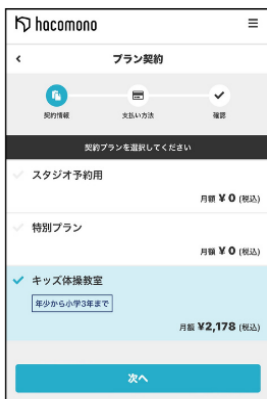 hacomono
プラン契約
契約情報
支払い方法
確認
契約プランを選択してください
スタジオ予約用
月額 ¥0 (税込)
特別プラン
月額 ¥0 (税込)
キッズ体操教室
年少から小学3年まで
月額 ¥2,178 (税込)
次へ